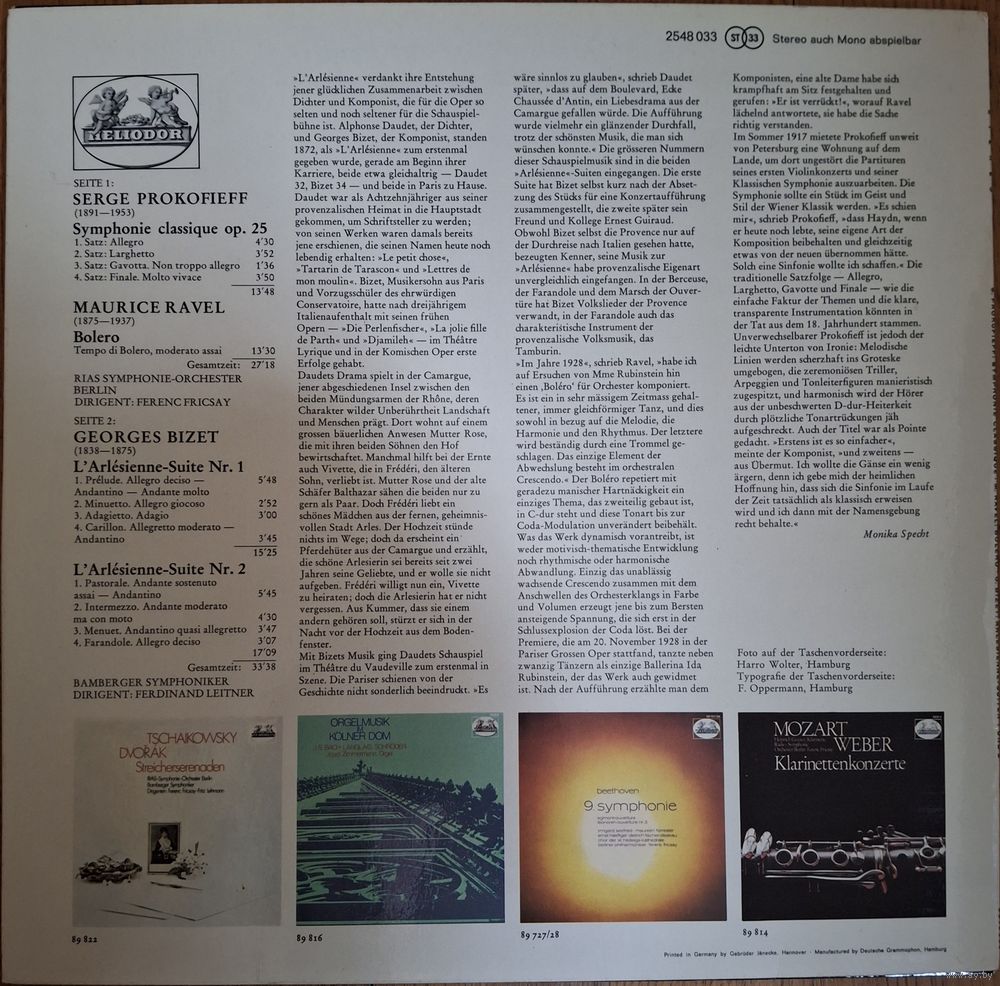 2548 033 ST 33 Stereo auch Mono abspielbar
HELIODOR
SEITE 1:
SERGE PROKOFIEFF
(1891—1953)
Symphonie classique op. 25
1. Satz: Allegro 4′30
2. Satz: Larghetto 3′52
3. Satz: Gavotta. Non troppo allegro 1′36
4. Satz: Finale. Molto vivace 3′50
13′48
MAURICE RAVEL
(1875—1937)
Bolero
Tempo di Bolero, moderato assai 13′30
Gesamtzeit: 27′18
RIAS SYMPHONIE-ORCHESTER
BERLIN
DIRIGENT: FERENC FRICSAY
SEITE 2:
GEORGES BIZET
(1838—1875)
L'Arlésienne-Suite Nr. 1
1. Prélude. Allegro deciso — 5′48
Andantino — Andante molto
2. Minuetto. Allegro giocoso 2′52
3. Adagietto. Adagio 3′00
4. Carillon. Allegretto moderato —
Andantino 3′45
15′25
L'Arlésienne-Suite Nr. 2
1. Pastorale. Andante sostenuto
assai — Andantino 5′45
2. Intermezzo. Andante moderato
ma con moto 4′30
3. Menuet. Andantino quasi allegretto 3′47
4. Farandole. Allegro deciso 3′07
17′09
Gesamtzeit: 33′38
BAMBERGER SYMPHONIKER
DIRIGENT: FERDINAND LEITNER
»L'Arlésienne« verdankt ihre Entstehung
jener glücklichen Zusammenarbeit zwischen
Dichter und Komponist, die für die Oper so
selten und noch seltener für die Schauspiel-
bühne ist. Alphonse Daudet, der Dichter,
und Georges Bizet, der Komponist, standen
1872, als »L'Arlésienne« zum erstenmal
gegeben wurde, gerade am Beginn ihrer
Karriere, beide etwa gleichaltrig — Daudet
32, Bizet 34 — und beide in Paris zu Hause.
Daudet war als Achtzehnjähriger aus seiner
provenzalischen Heimat in die Hauptstadt
gekommen, um Schriftsteller zu werden;
von seinen Werken waren damals bereits
jene erschienen, die seinen Namen heute noch
lebendig erhalten: »Le petit chose«,
»Tartarin de Tarascon« und »Lettres de
mon moulin«. Bizet, Musikersohn aus Paris
und Vorzugsschüler des ehrwürdigen
Conservatoire, hatte nach dreijährigem
Italienaufenthalt mit seinen frühen
Opern — »Die Perlenfischer«, »La jolie fille
de Parth« und »Djamileh« — im Théâtre
Lyrique und in der Komischen Oper erste
Erfolge gehabt.
Daudets Drama spielt in der Camargue,
jener abgeschiedenen Insel zwischen den
beiden Mündungsarmen der Rhône, deren
Charakter wilder Unberührtheit Landschaft
und Menschen prägt. Dort wohnt auf einem
grossen bäuerlichen Anwesen Mutter Rose,
die mit ihren beiden Söhnen den Hof
bewirtschaftet. Manchmal hilft bei der Ernte
auch Vivette, die in Frédéri, den älteren
Sohn, verliebt ist. Mutter Rose und der alte
Schäfer Balthazar sähen die beiden nur zu
gern als Paar. Doch Frédéri liebt ein
schönes Mädchen aus der fernen, geheimnis-
vollen Stadt Arles. Der Hochzeit stünde
nichts im Wege; doch da erscheint ein
Pferdehüter aus der Camargue und erzählt,
die schöne Arlesierin sei bereits seit zwei
Jahren seine Geliebte, und er wolle sie nicht
aufgeben. Frédéri willigt nun ein, Vivette
zu heiraten; doch die Arlesierin hat er nicht
vergessen. Aus Kummer, dass sie einem
andern gehören soll, stürzt er sich in der
Nacht vor der Hochzeit aus dem Boden-
fenster.
Mit Bizets Musik ging Daudets Schauspiel
im Théâtre du Vaudeville zum erstenmal in
Szene. Die Pariser schienen von der
Geschichte nicht sonderlich beeindruckt. »Es
wäre sinnlos zu glauben«, schrieb Daudet
später, »dass auf dem Boulevard, Ecke
Chaussée d'Antin, ein Liebesdrama aus der
Camargue gefallen würde. Die Aufführung
wurde vielmehr ein glänzender Durchfall,
trotz der schönsten Musik, die man sich
wünschen konnte.« Die grösseren Nummern
dieser Schauspielmusik sind in die beiden
»Arlésienne«-Suiten eingegangen. Die erste
Suite hat Bizet selbst kurz nach der Abset-
zung des Stücks für eine Konzertaufführung
zusammengestellt, die zweite später sein
Freund und Kollege Ernest Guiraud.
Obwohl Bizet selbst die Provence nur auf
der Durchreise nach Italien gesehen hatte,
bezeugten Kenner, seine Musik zur
»Arlésienne« habe provenzalische Eigenart
unvergleichlich eingefangen. In der Berceuse,
der Farandole und dem Marsch der Ouver-
türe hat Bizet Volkslieder der Provence
verwandt, in der Farandole auch das
charakteristische Instrument der
provenzalische Volksmusik, das
Tamburin.
»Im Jahre 1928«, schrieb Ravel, »habe ich
auf Ersuchen von Mme Rubinstein hin
einen ‚Boléro‘ für Orchester komponiert.
Es ist ein in sehr mässigem Zeitmass gehal-
tener, immer gleichförmiger Tanz, und dies
sowohl in bezug auf die Melodie, die
Harmonie und den Rhythmus. Der letztere
wird beständig durch eine Trommel ge-
schlagen. Das einzige Element der
Abwechslung besteht im orchestralen
Crescendo.« Der Boléro repetiert mit
geradezu manischer Hartnäckigkeit ein
einziges Thema, das zweiteilig gebaut ist,
in C-dur steht und diese Tonart bis zur
Coda-Modulation unverändert beibehält.
Was das Werk dynamisch vorantreibt, ist
weder motivisch-thematische Entwicklung
noch rhythmische oder harmonische
Abwandlung. Einzig das unablässig
wachsende Crescendo zusammen mit dem
Anschwellen des Orchesterklangs in Farbe
und Volumen erzeugt jene bis zum Bersten
ansteigende Spannung, die sich erst in der
Schlussexplosion der Coda löst. Bei der
Premiere, die am 20. November 1928 in der
Pariser Grossen Oper stattfand, tanzte neben
zwanzig Tänzern als einzige Ballerina Ida
Rubinstein, der das Werk auch gewidmet
ist. Nach der Aufführung erzählte man dem
Komponisten, eine alte Dame habe sich
krampfhaft am Sitz festgehalten und
gerufen: »Er ist verrückt!«, worauf Ravel
lächelnd antwortete, sie habe die Sache
richtig verstanden.
Im Sommer 1917 mietete Prokofieff unweit
von Petersburg eine Wohnung auf dem
Lande, um dort ungestört die Partituren
seines ersten Violinkonzerts und seiner
Klassischen Symphonie auszuarbeiten. Die
Symphonie sollte ein Stück im Geist und
Stil der Wiener Klassik werden. »Es schien
mir«, schrieb Prokofieff, »dass Haydn, wenn
er heute noch lebte, seine eigene Art der
Komposition beibehalten und gleichzeitig
etwas von der neuen übernommen hätte.
Solch eine Sinfonie wollte ich schaffen.« Die
traditionelle Satzfolge — Allegro,
Larghetto, Gavotte und Finale — wie die
einfache Faktur der Themen und die klare,
transparente Instrumentation könnten in
der Tat aus dem 18. Jahrhundert stammen.
Unverwechselbarer Prokofieff ist jedoch der
leichte Unterton von Ironie: Melodische
Linien werden scherzhaft ins Groteske
umgebogen, die zeremoniösen Triller,
Arpeggien und Tonleiterfiguren manieristisch
zugespitzt, und harmonisch wird der Hörer
aus der unbeschwerten D-dur-Heiterkeit
durch plötzliche Tonartrückungen jäh
aufgeschreckt. Auch der Titel war als Pointe
gedacht. »Erstens ist es so einfacher«,
meinte der Komponist, »und zweitens —
aus Übermut. Ich wollte die Gänse ein wenig
ärgern, denn ich gebe mich der heimlichen
Hoffnung hin, dass sich die Sinfonie im Laufe
der Zeit tatsächlich als klassisch erweisen
wird und ich dann mit der Namensgebung
recht behalte.«
Monika Specht
Foto auf der Taschenvorderseite:
Harro Wolter, Hamburg
Typografie der Taschenvorderseite:
F. Oppermann, Hamburg
TSCHAIKOWSKY
DVOŘÁK
Streicherserenaden
RIAS-Symphonie-Orchester Berlin
Bamberger Symphoniker
Dirigenten: Ferenc Fricsay · Fritz Lehmann
89 822
ORGELMUSIK
IM
KÖLNER DOM
J. S. BACH · LANGLAIS · SCHROEDER
Josef Zimmermann, Orgel
89 816
beethoven
9. symphonie
egmont-ouvertüre
leonoren-ouvertüre nr. 3
irmgard seefried · maureen forrester
ernst haefliger · dietrich fischer-dieskau
chor der st. hedwigs-kathedrale
berliner philharmoniker · ferenc fricsay
89 727/28
MOZART
WEBER
Klarinettenkonzerte
89 814
Printed in Germany by Gebrüder Jänecke, Hannover · Manufactured by Deutsche Grammophon, Hamburg